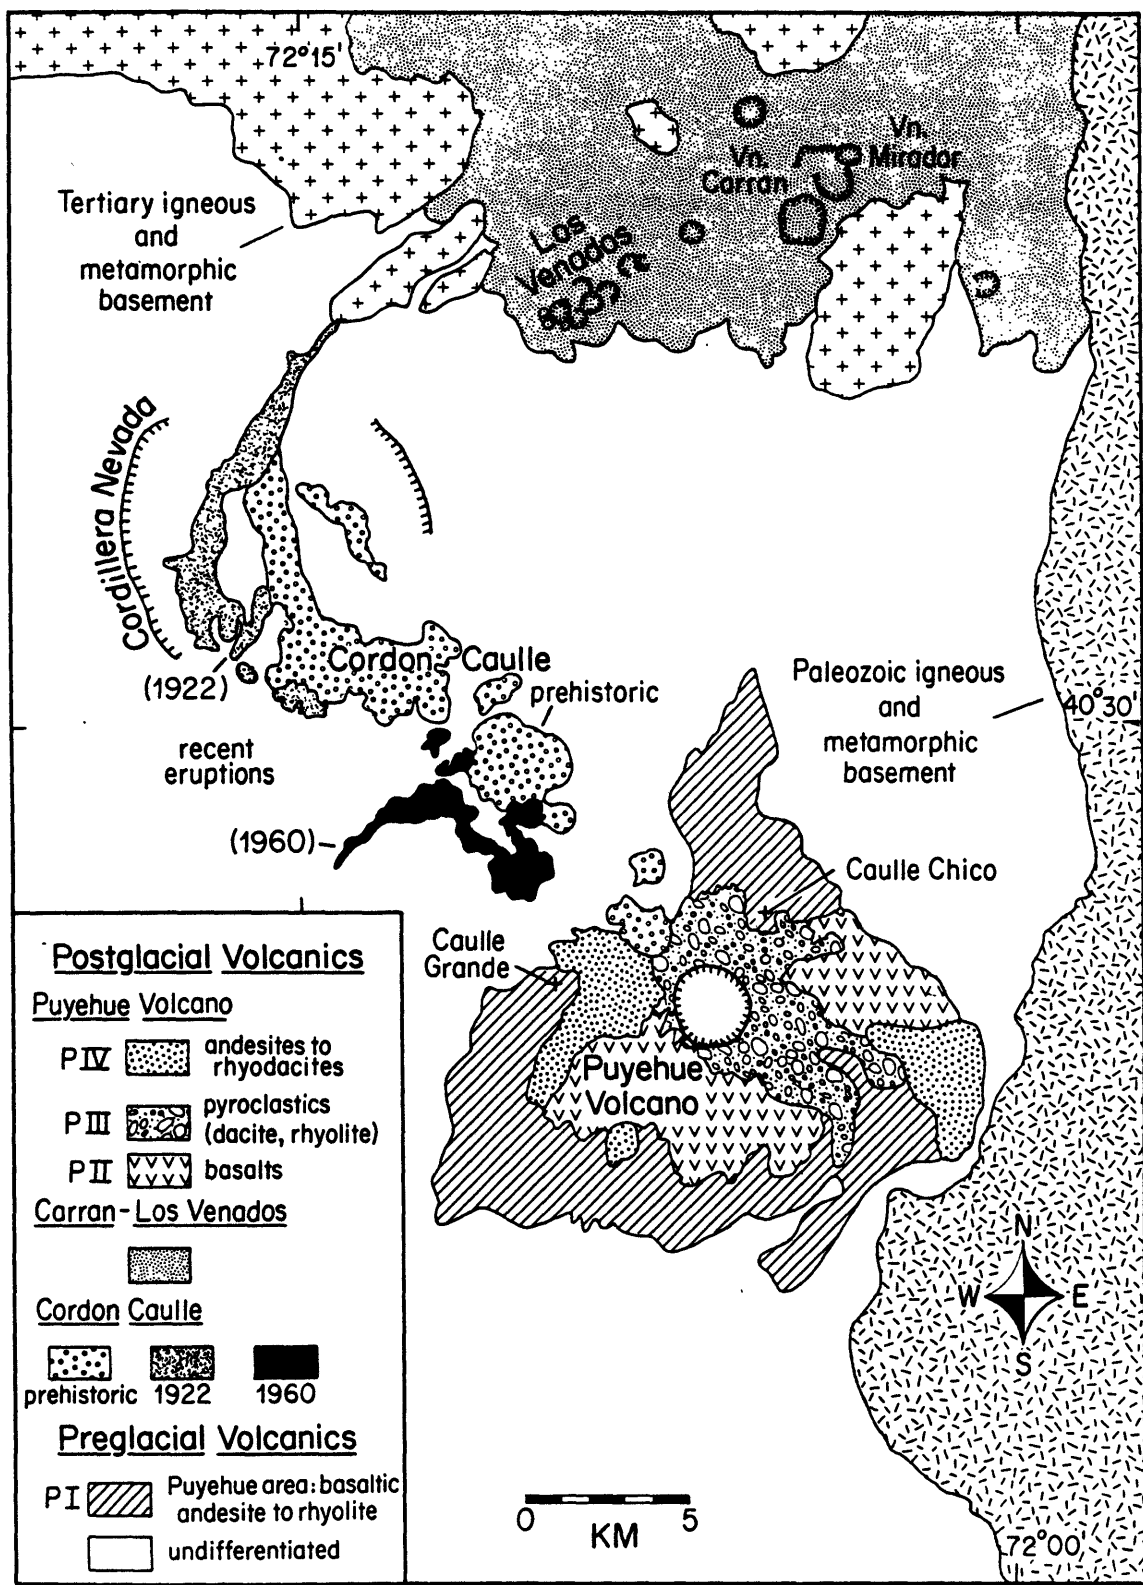 72°15'
Vn.
Mirador
Vn.
Carran
Tertiary igneous
and
metamorphic
basement
Los
Venados
Cordillera Nevada
Cordon Caulle
(1922)
prehistoric
Paleozoic igneous
and
metamorphic
basement
40°30'
recent
eruptions
(1960)
Caulle Chico
Caulle
Grande
Puyehue
Volcano
Postglacial Volcanics
Puyehue Volcano
PIV andesites to
rhyodacites
PIII pyroclastics
(dacite, rhyolite)
PII basalts
Carran-Los Venados
Cordon Caulle
prehistoric 1922 1960
Preglacial Volcanics
PI Puyehue area: basaltic
andesite to rhyolite
undifferentiated
N
W E
S
0 5
KM
72°00'